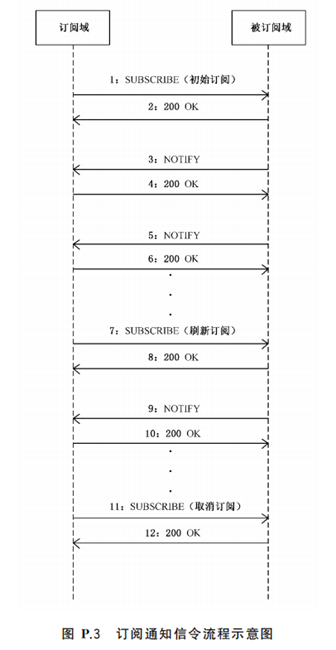 订阅域 被订阅域
1：SUBSCRIBE（初始订阅）
2：200 OK
3：NOTIFY
4：200 OK
5：NOTIFY
6：200 OK
7：SUBSCRIBE（刷新订阅）
8：200 OK
9：NOTIFY
10：200 OK
11：SUBSCRIBE（取消订阅）
12：200 OK
图 P.3 订阅通知信令流程示意图